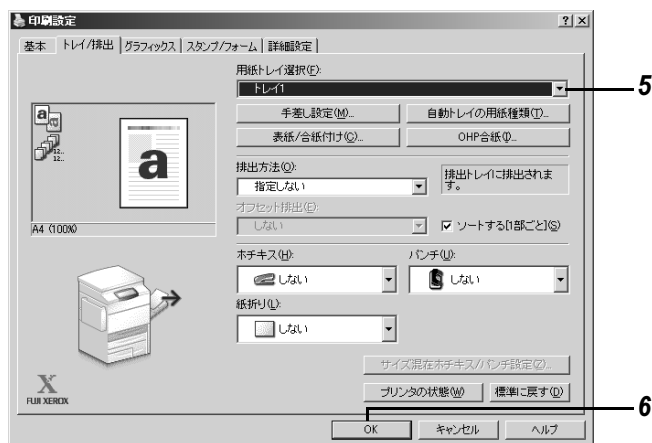 印刷設定
基本 トレイ/排出 グラフィックス スタンプ/フォーム 詳細設定
用紙トレイ選択(F):
トレイ1
5
手差し設定(M)... 自動トレイの用紙種類(T)...
表紙/合紙付け(C)... OHP合紙(I)...
a a
12..
12..
a
A4 (100%)
排出方法(O):
指定しない
排出トレイに排出されます。
オフセット排出(E):
しない
ソートする[1部ごと](S)
ホチキス(H): パンチ(U):
しない しない
紙折り(L):
しない
サイズ混在ホチキス/パンチ設定(Z)...
X
FUJI XEROX
プリンタの状態(W) 標準に戻す(D)
6
OK キャンセル ヘルプ